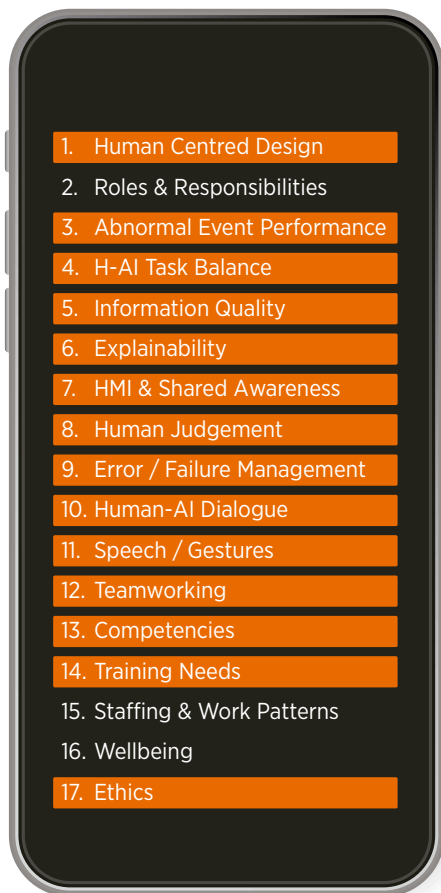 1. Human Centred Design
2. Roles & Responsibilities
3. Abnormal Event Performance
4. H-AI Task Balance
5. Information Quality
6. Explainability
7. HMI & Shared Awareness
8. Human Judgement
9. Error / Failure Management
10. Human-AI Dialogue
11. Speech / Gestures
12. Teamworking
13. Competencies
14. Training Needs
15. Staffing & Work Patterns
16. Wellbeing
17. Ethics